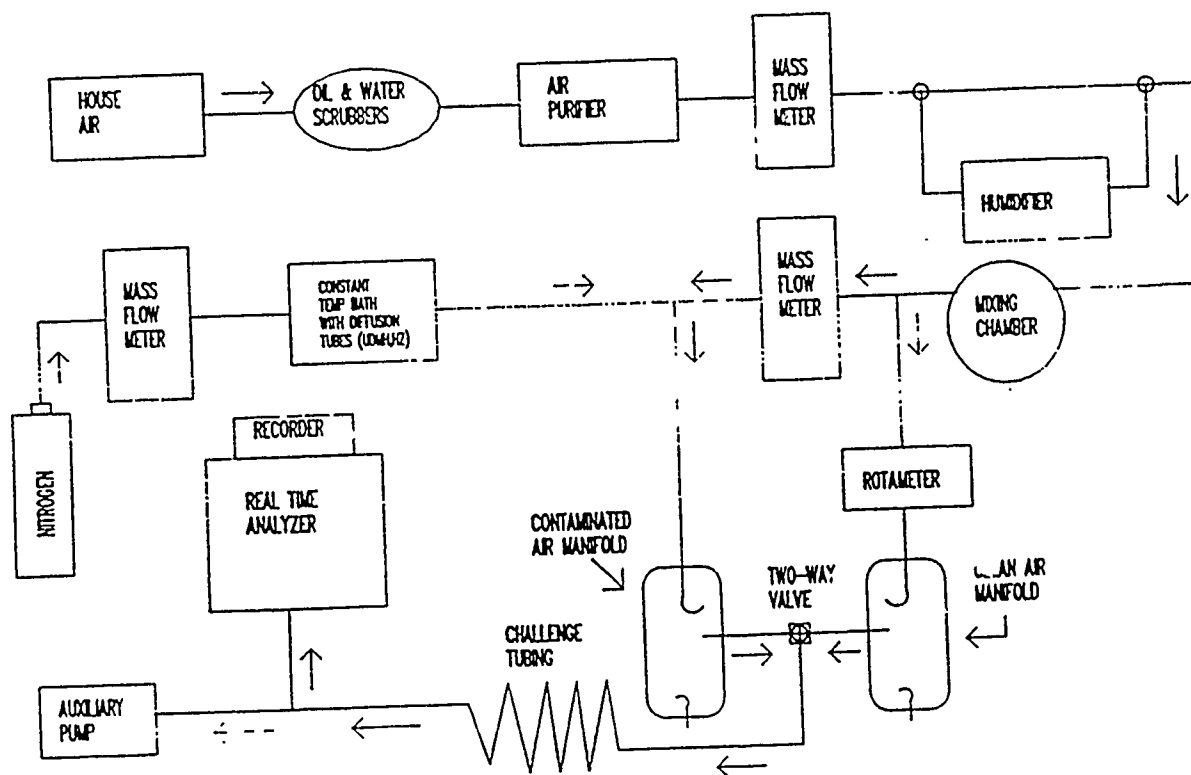 HOUSE
AIR
OIL & WATER
SCRUBBERS
AIR
PURIFIER
MASS
FLOW
METER
HUMIDIFIER
MASS
FLOW
METER
CONSTANT
TEMP BATH
WITH DIFFUSION
TUBES
MASS
FLOW
METER
MIXING
CHAMBER
NITROGEN
RECORDER
REAL TIME
ANALYZER
ROTAMETER
CONTAMINATED
AIR MANIFOLD
TWO-WAY
VALVE
AIR
MANIFOLD
CHALLENGE
TUBING
AUXILIARY
PUMP